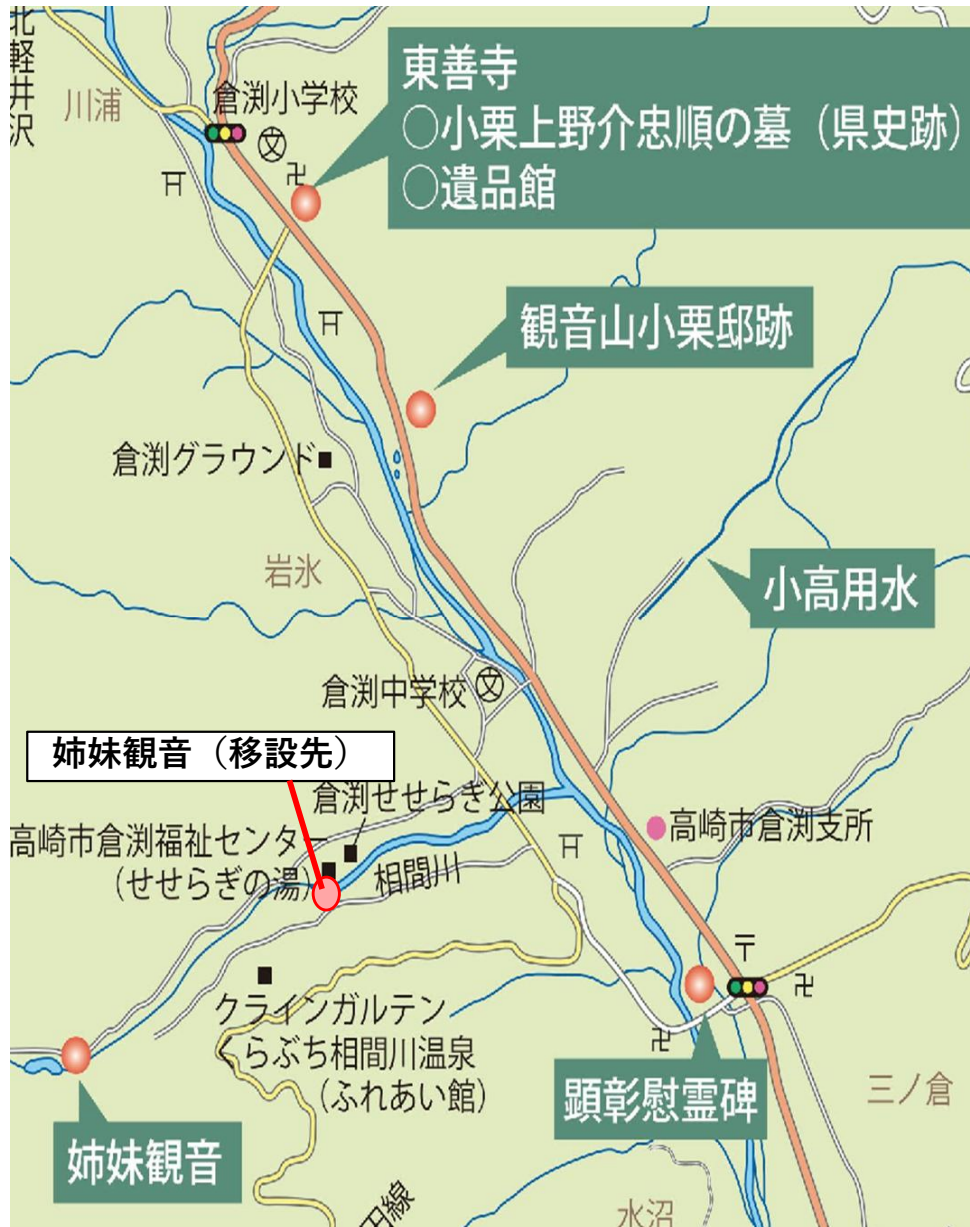 北軽井沢
川浦
倉渕小学校
東善寺
○小栗上野介忠順の墓（県史跡）
○遺品館
観音山小栗邸跡
倉渕グラウンド
岩氷
小高用水
倉渕中学校
姉妹観音（移設先）
倉渕せせらぎ公園
高崎市倉渕福祉センター
（せせらぎの湯）
相間川
高崎市倉渕支所
クラインガルテン
くらぶち相間川温泉
（ふれあい館）
顕彰慰霊碑
三ノ倉
姉妹観音
田線
水沼